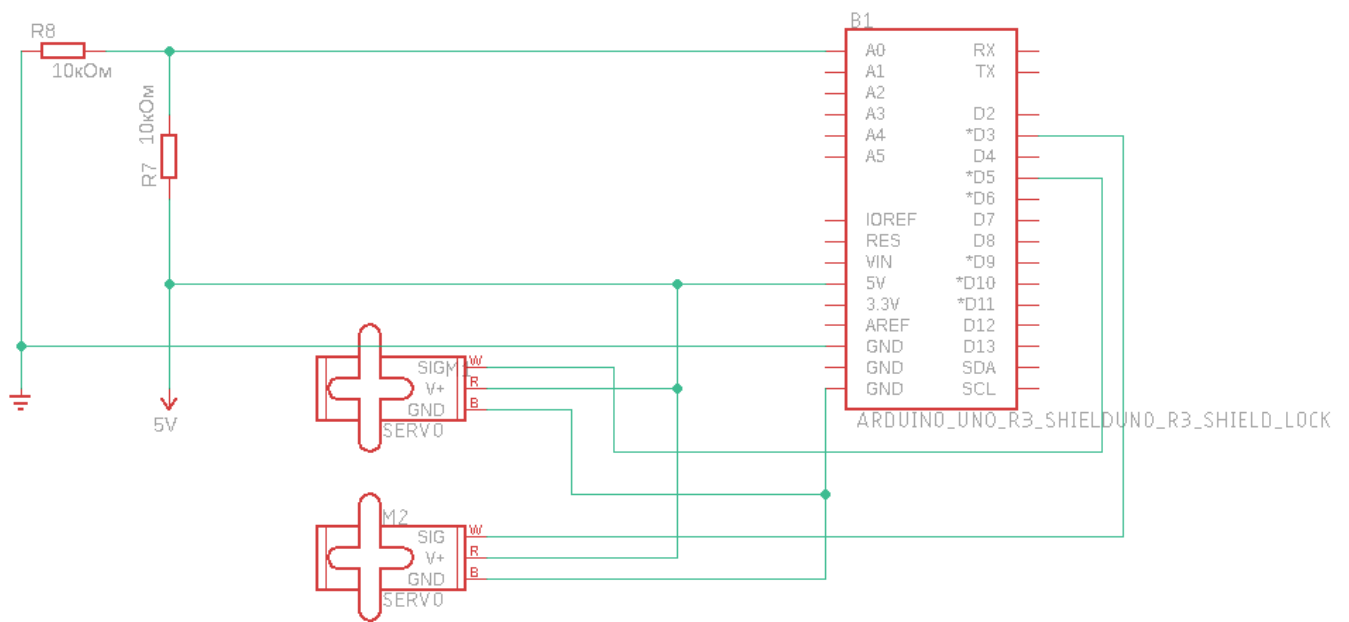 R8
10кОм
10кОм
R7
5V
B1
A0
A1
A2
A3
A4
A5
IOREF
RES
VIN
5V
3.3V
AREF
GND
GND
GND
RX
TX
D2
*D3
D4
*D5
*D6
D7
D8
*D9
*D10
*D11
D12
D13
SDA
SCL
ARDUINO_UNO_R3_SHIELDUNO_R3_SHIELD_LOCK
SIG
W
V+
R
GND
B
SERVO
M2
SIG
W
V+
R
GND
B
SERVO